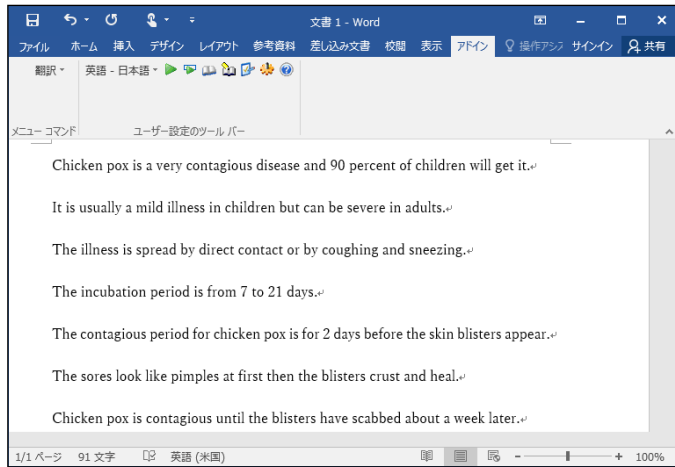 文書 1 - Word
ファイル ホーム 挿入 デザイン レイアウト 参考資料 差し込み文書 校閲 表示 アドイン 操作アシス サインイン 共有
翻訳 英語 - 日本語
メニュー コマンド ユーザー設定のツール バー
Chicken pox is a very contagious disease and 90 percent of children will get it.
It is usually a mild illness in children but can be severe in adults.
The illness is spread by direct contact or by coughing and sneezing.
The incubation period is from 7 to 21 days.
The contagious period for chicken pox is for 2 days before the skin blisters appear.
The sores look like pimples at first then the blisters crust and heal.
Chicken pox is contagious until the blisters have scabbed about a week later.
1/1 ページ 91 文字 英語 (米国) 100%